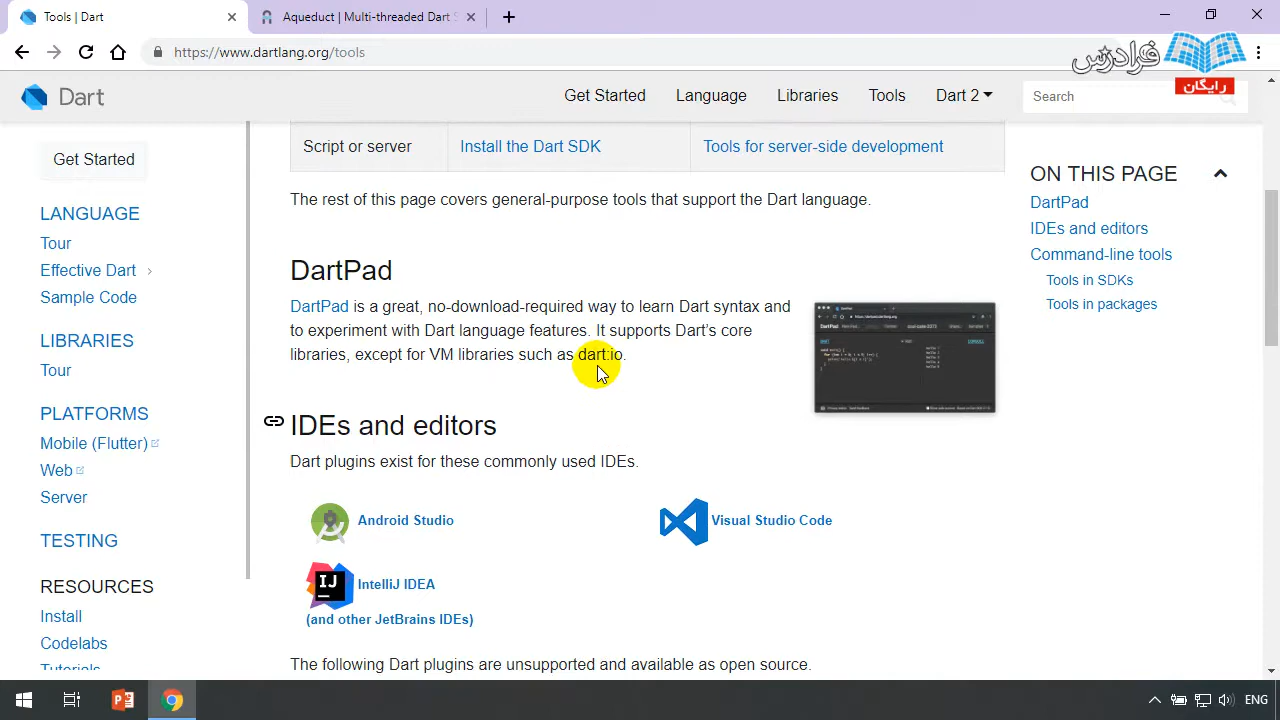 Tools | Dart
Aqueduct | Multi-threaded Dart S
https://www.dartlang.org/tools
فرادرس
رایگان
Dart
Get Started
Language
Libraries
Tools
Dart 2
Search
Get Started
LANGUAGE
Tour
Effective Dart
Sample Code
LIBRARIES
Tour
PLATFORMS
Mobile (Flutter)
Web
Server
TESTING
RESOURCES
Install
Codelabs
Tutorials
Script or server
Install the Dart SDK
Tools for server-side development
The rest of this page covers general-purpose tools that support the Dart language.
DartPad
DartPad is a great, no-download-required way to learn Dart syntax and
to experiment with Dart language features. It supports Dart's core
libraries, except for VM libraries such as dart:io.
IDEs and editors
Dart plugins exist for these commonly used IDEs.
Android Studio
Visual Studio Code
IJ
IntelliJ IDEA
(and other JetBrains IDEs)
The following Dart plugins are unsupported and available as open source.
ON THIS PAGE
DartPad
IDEs and editors
Command-line tools
Tools in SDKs
Tools in packages
ENG